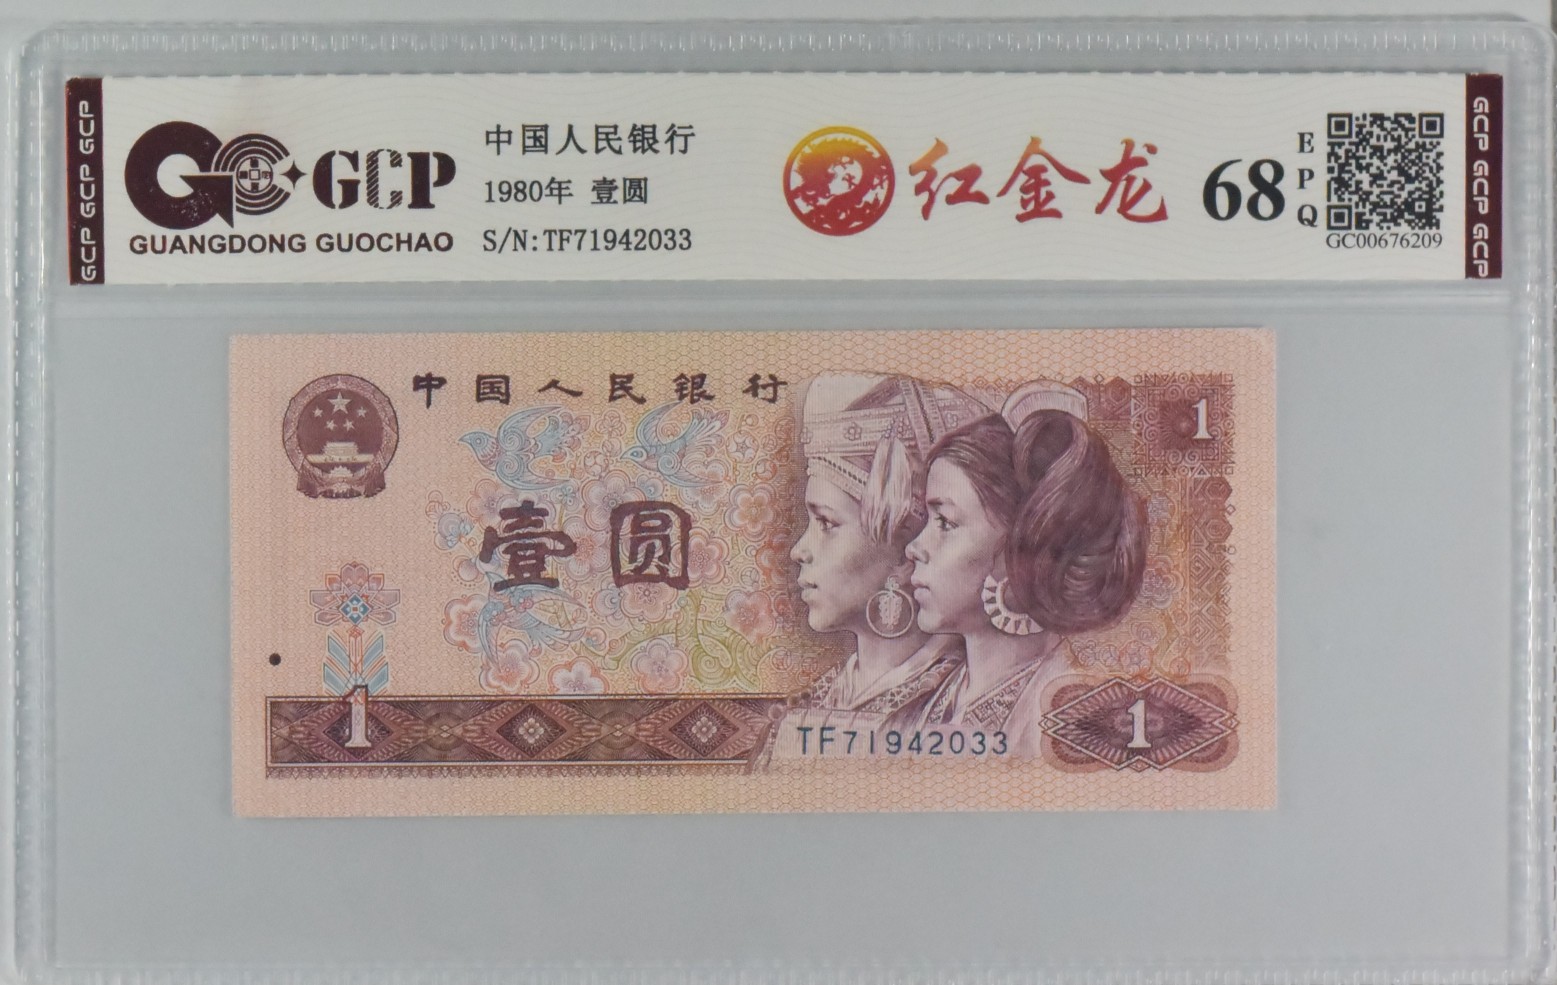 GCP GCP GCP
GCP
GUANGDONG GUOCHAO
中国人民银行
1980年 壹圆
S/N:TF71942033
红金龙
68
EPQ
GC00676209
GCP GCP GCP
中国人民银行
1
壹圆
1
TF71942033
1